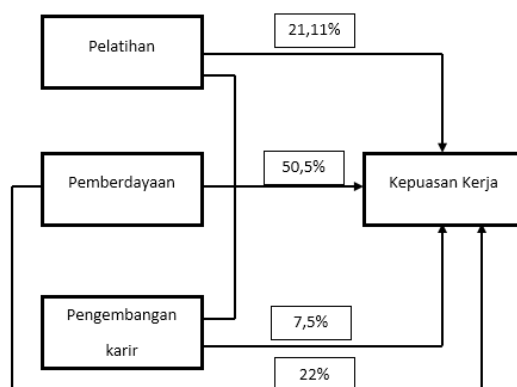 21,11%
Pelatihan
50,5%
Pemberdayaan
Kepuasan Kerja
Pengembangan
karir
7,5%
22%